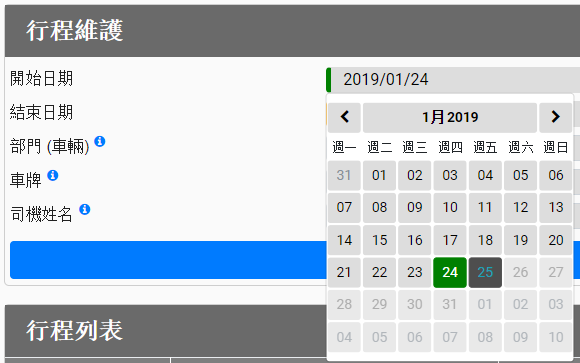 行程維護
開始日期
2019/01/24
結束日期
部門 (車輛)
車牌
司機姓名
1月 2019
週一 週二 週三 週四 週五 週六 週日
31 01 02 03 04 05 06
07 08 09 10 11 12 13
14 15 16 17 18 19 20
21 22 23 24 25 26 27
28 29 30 31 01 02 03
04 05 06 07 08 09 10
行程列表